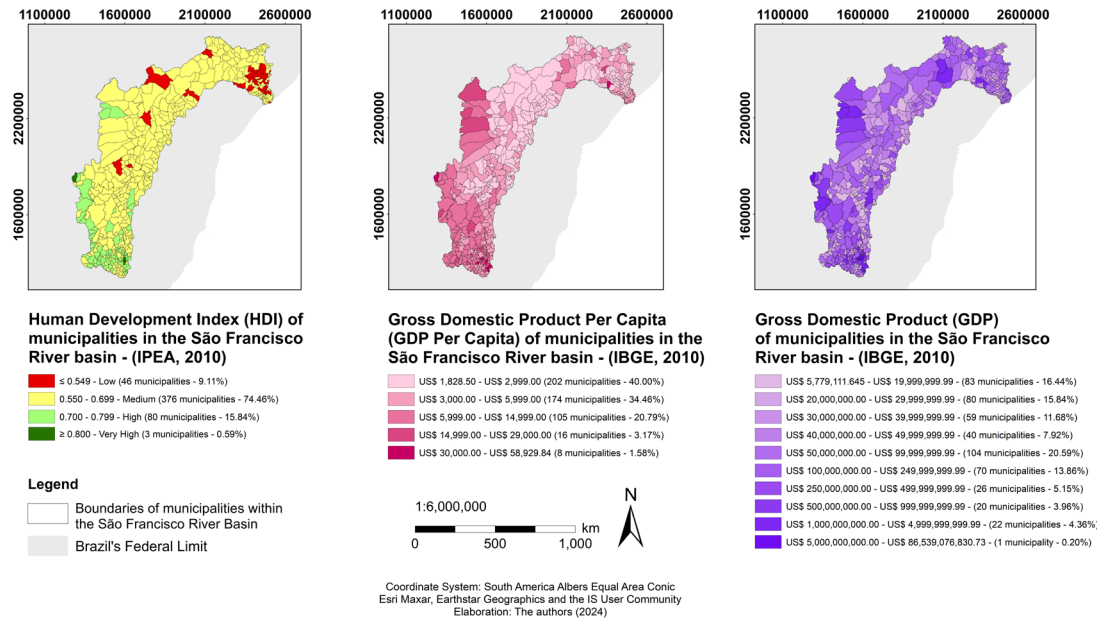 1100000 1600000 2100000 2600000
2200000
1600000
Human Development Index (HDI) of
municipalities in the São Francisco
River basin - (IPEA, 2010)
≤ 0.549 - Low (46 municipalities - 9.11%)
0.550 - 0.699 - Medium (376 municipalities - 74.46%)
0.700 - 0.799 - High (80 municipalities - 15.84%)
≥ 0.800 - Very High (3 municipalities - 0.59%)
Legend
Boundaries of municipalities within
the São Francisco River Basin
Brazil's Federal Limit
1100000 1600000 2100000 2600000
2200000
1600000
Gross Domestic Product Per Capita
(GDP Per Capita) of municipalities in the
São Francisco River basin - (IBGE, 2010)
US$ 1,828.50 - US$ 2,999.00 (202 municipalities - 40.00%)
US$ 3,000.00 - US$ 5,999.00 (174 municipalities - 34.46%)
US$ 5,999.00 - US$ 14,999.00 (105 municipalities - 20.79%)
US$ 14,999.00 - US$ 29,000.00 (16 municipalities - 3.17%)
US$ 30,000.00 - US$ 58,929.84 (8 municipalities - 1.58%)
1:6,000,000
N
km
0 500 1,000
1100000 1600000 2100000 2600000
2200000
1600000
Gross Domestic Product (GDP)
of municipalities in the São Francisco
River basin - (IBGE, 2010)
US$ 5,779,111.645 - US$ 19,999,999.99 - (83 municipalities - 16.44%)
US$ 20,000,000.00 - US$ 29,999,999.99 - (80 municipalities - 15.84%)
US$ 30,000,000.00 - US$ 39,999,999.99 - (59 municipalities - 11.68%)
US$ 40,000,000.00 - US$ 49,999,999.99 - (40 municipalities - 7.92%)
US$ 50,000,000.00 - US$ 99,999,999.99 - (104 municipalities - 20.59%)
US$ 100,000,000.00 - US$ 249,999,999.99 - (70 municipalities - 13.86%)
US$ 250,000,000.00 - US$ 499,999,999.99 - (26 municipalities - 5.15%)
US$ 500,000,000.00 - US$ 999,999,999.99 - (20 municipalities - 3.96%)
US$ 1,000,000,000.00 - US$ 4,999,999,999.99 - (22 municipalities - 4.36%)
US$ 5,000,000,000.00 - US$ 86,539,076,830.73 - (1 municipality - 0.20%)
Coordinate System: South America Albers Equal Area Conic
Esri Maxar, Earthstar Geographics and the IS User Community
Elaboration: The authors (2024)